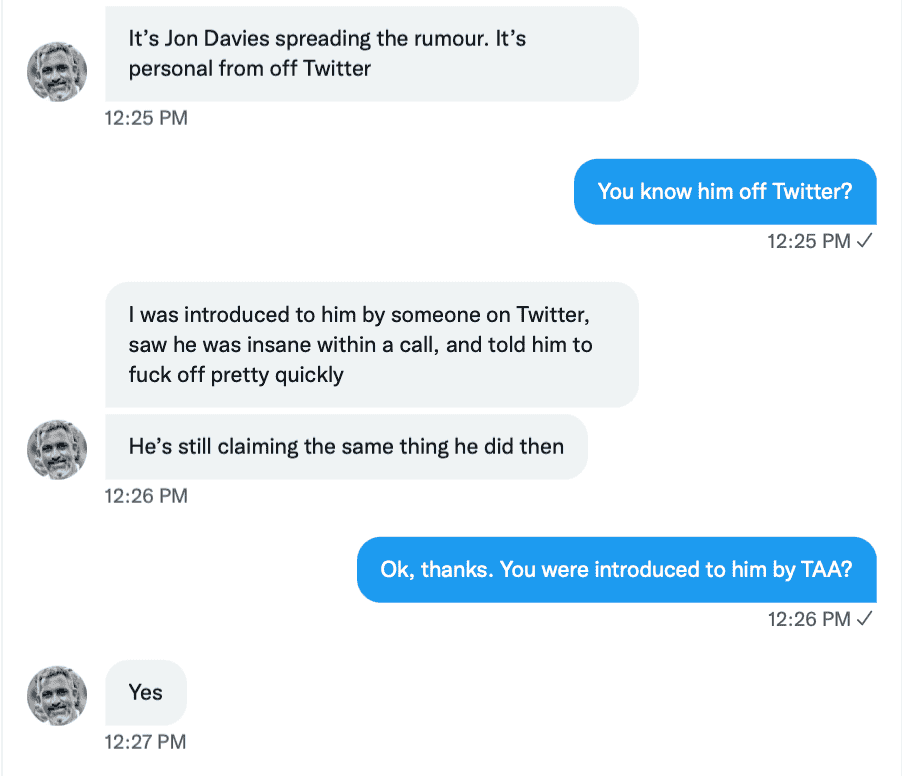 It’s Jon Davies spreading the rumour. It’s
personal from off Twitter
12:25 PM
You know him off Twitter?
12:25 PM ✓
I was introduced to him by someone on Twitter,
saw he was insane within a call, and told him to
fuck off pretty quickly
He’s still claiming the same thing he did then
12:26 PM
Ok, thanks. You were introduced to him by TAA?
12:26 PM ✓
Yes
12:27 PM